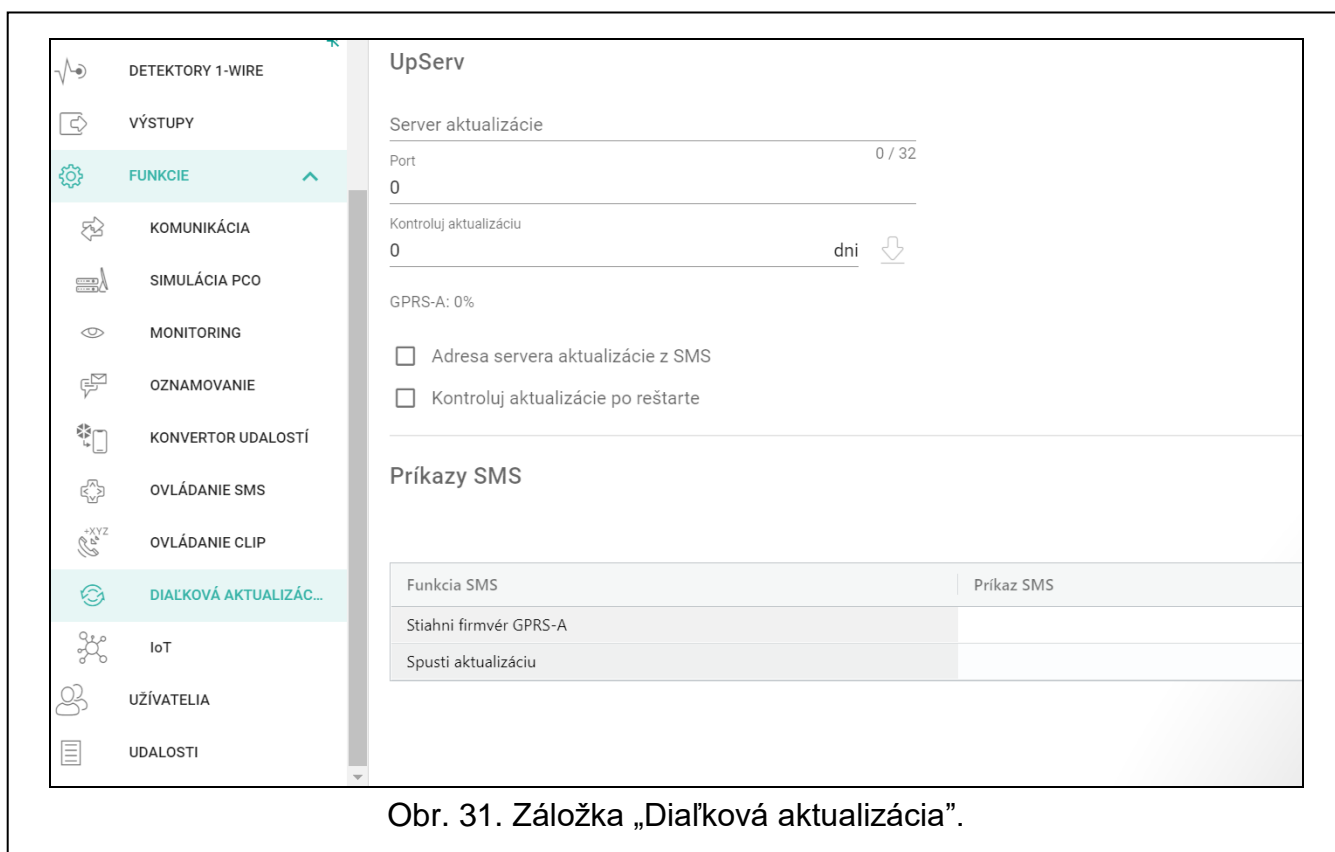 DETEKTORY 1-WIRE
VÝSTUPY
FUNKCIE
KOMUNIKÁCIA
SIMULÁCIA PCO
MONITORING
OZNAMOVANIE
KONVERTOR UDALOSTÍ
OVLÁDANIE SMS
+XYZ
OVLÁDANIE CLIP
DIAĽKOVÁ AKTUALIZÁC...
IoT
UŽÍVATELIA
UDALOSTI
UpServ
Server aktualizácie
0 / 32
Port
0
Kontroluj aktualizáciu
0 dni
GPRS-A: 0%
Adresa servera aktualizácie z SMS
Kontroluj aktualizácie po reštarte
Príkazy SMS
Funkcia SMS Príkaz SMS
Stiahni firmvér GPRS-A
Spusti aktualizáciu
Obr. 31. Záložka „Diaľková aktualizácia”.